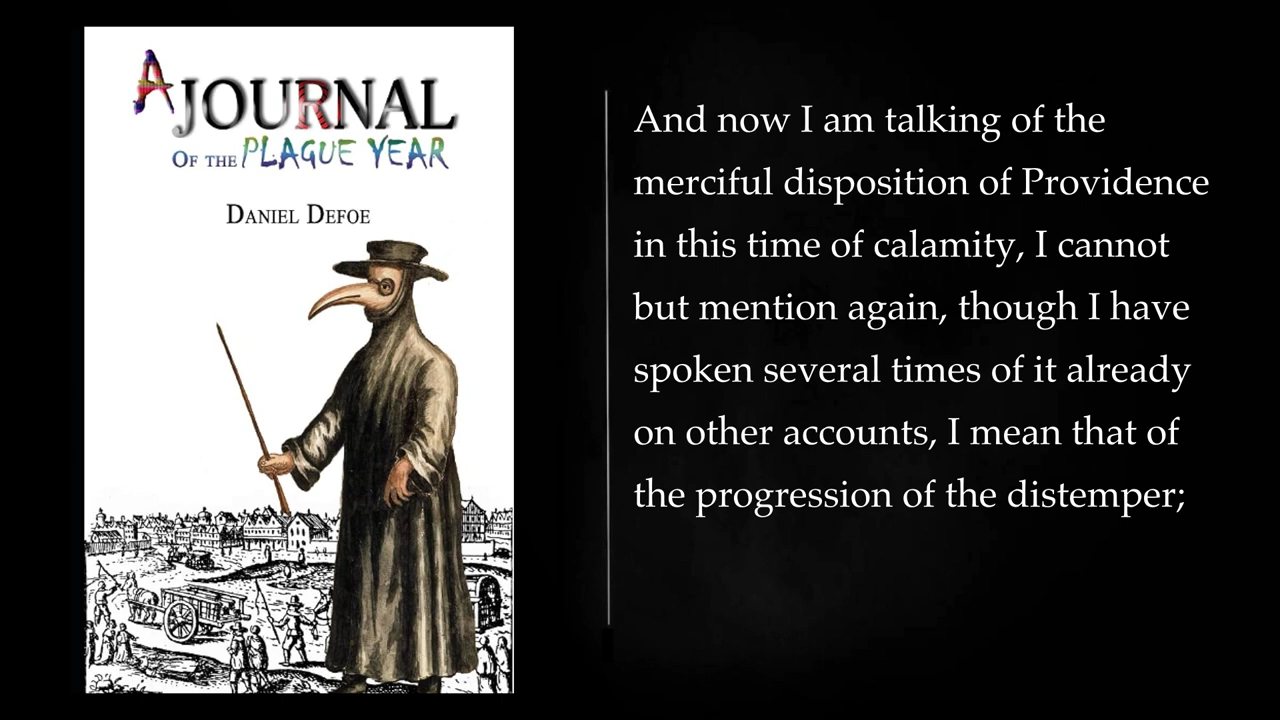 A JOURNAL
OF THE PLAGUE YEAR
DANIEL DEFOE
And now I am talking of the
merciful disposition of Providence
in this time of calamity, I cannot
but mention again, though I have
spoken several times of it already
on other accounts, I mean that of
the progression of the distemper;